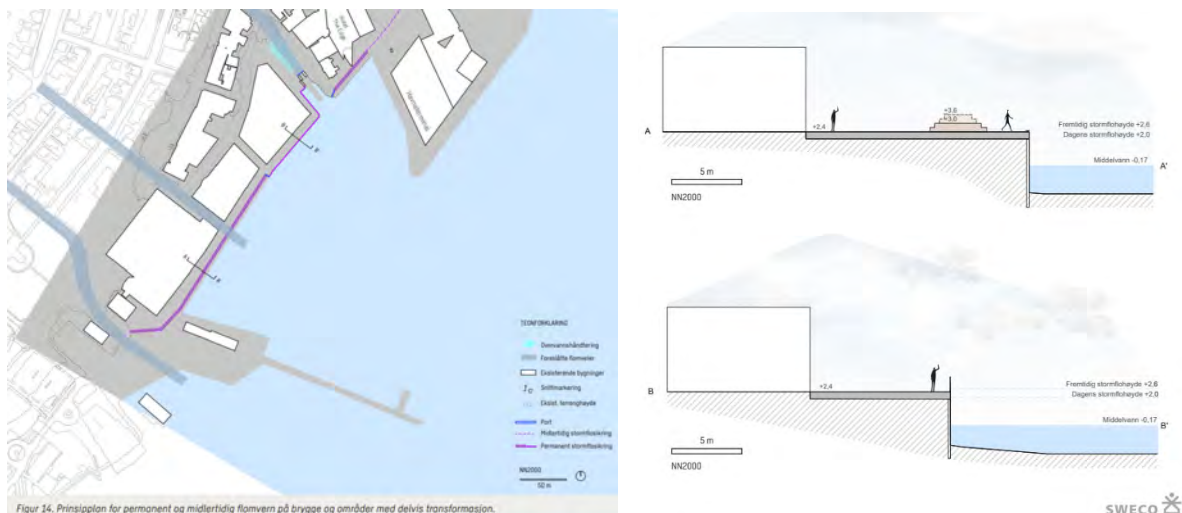 Havneterminal
TEGNFORKLARING
Overvannshåndtering
Foreslåtte flomveier
Eksisterende bygninger
Snittmarkering
Eksist. terrenghøyde
Port
Midlertidig stormflosikring
Permanent stormflosikring
NN2000
50 m
Figur 14. Prinsipplan for permanent og midlertidig flomvern på brygge og områder med delvis transformasjon.
+3,6
+3,0
Fremtidig stormflohøyde +2,6
A
+2,4
Dagens stormflohøyde +2,0
Middelvann -0,17
A'
5 m
NN2000
+2,4
Fremtidig stormflohøyde +2,6
B
Dagens stormflohøyde +2,0
Middelvann -0,17
B'
5 m
NN2000
SWECO